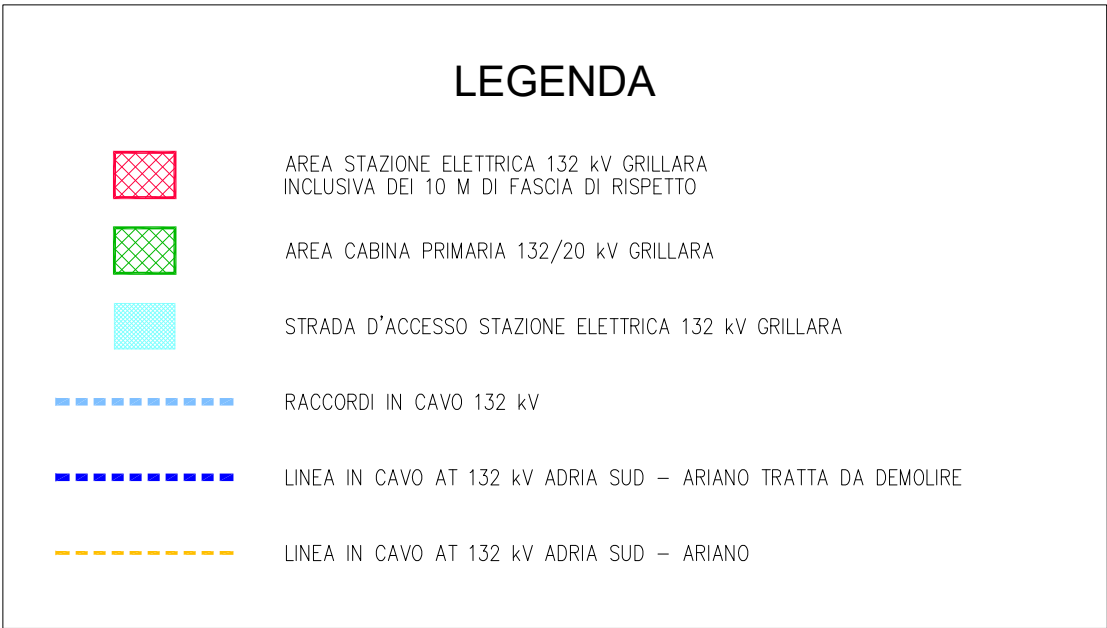 LEGENDA
AREA STAZIONE ELETTRICA 132 kV GRILLARA
INCLUSIVA DEI 10 M DI FASCIA DI RISPETTO
AREA CABINA PRIMARIA 132/20 kV GRILLARA
STRADA D'ACCESSO STAZIONE ELETTRICA 132 kV GRILLARA
RACCORDI IN CAVO 132 kV
LINEA IN CAVO AT 132 kV ADRIA SUD – ARIANO TRATTA DA DEMOLIRE
LINEA IN CAVO AT 132 kV ADRIA SUD – ARIANO